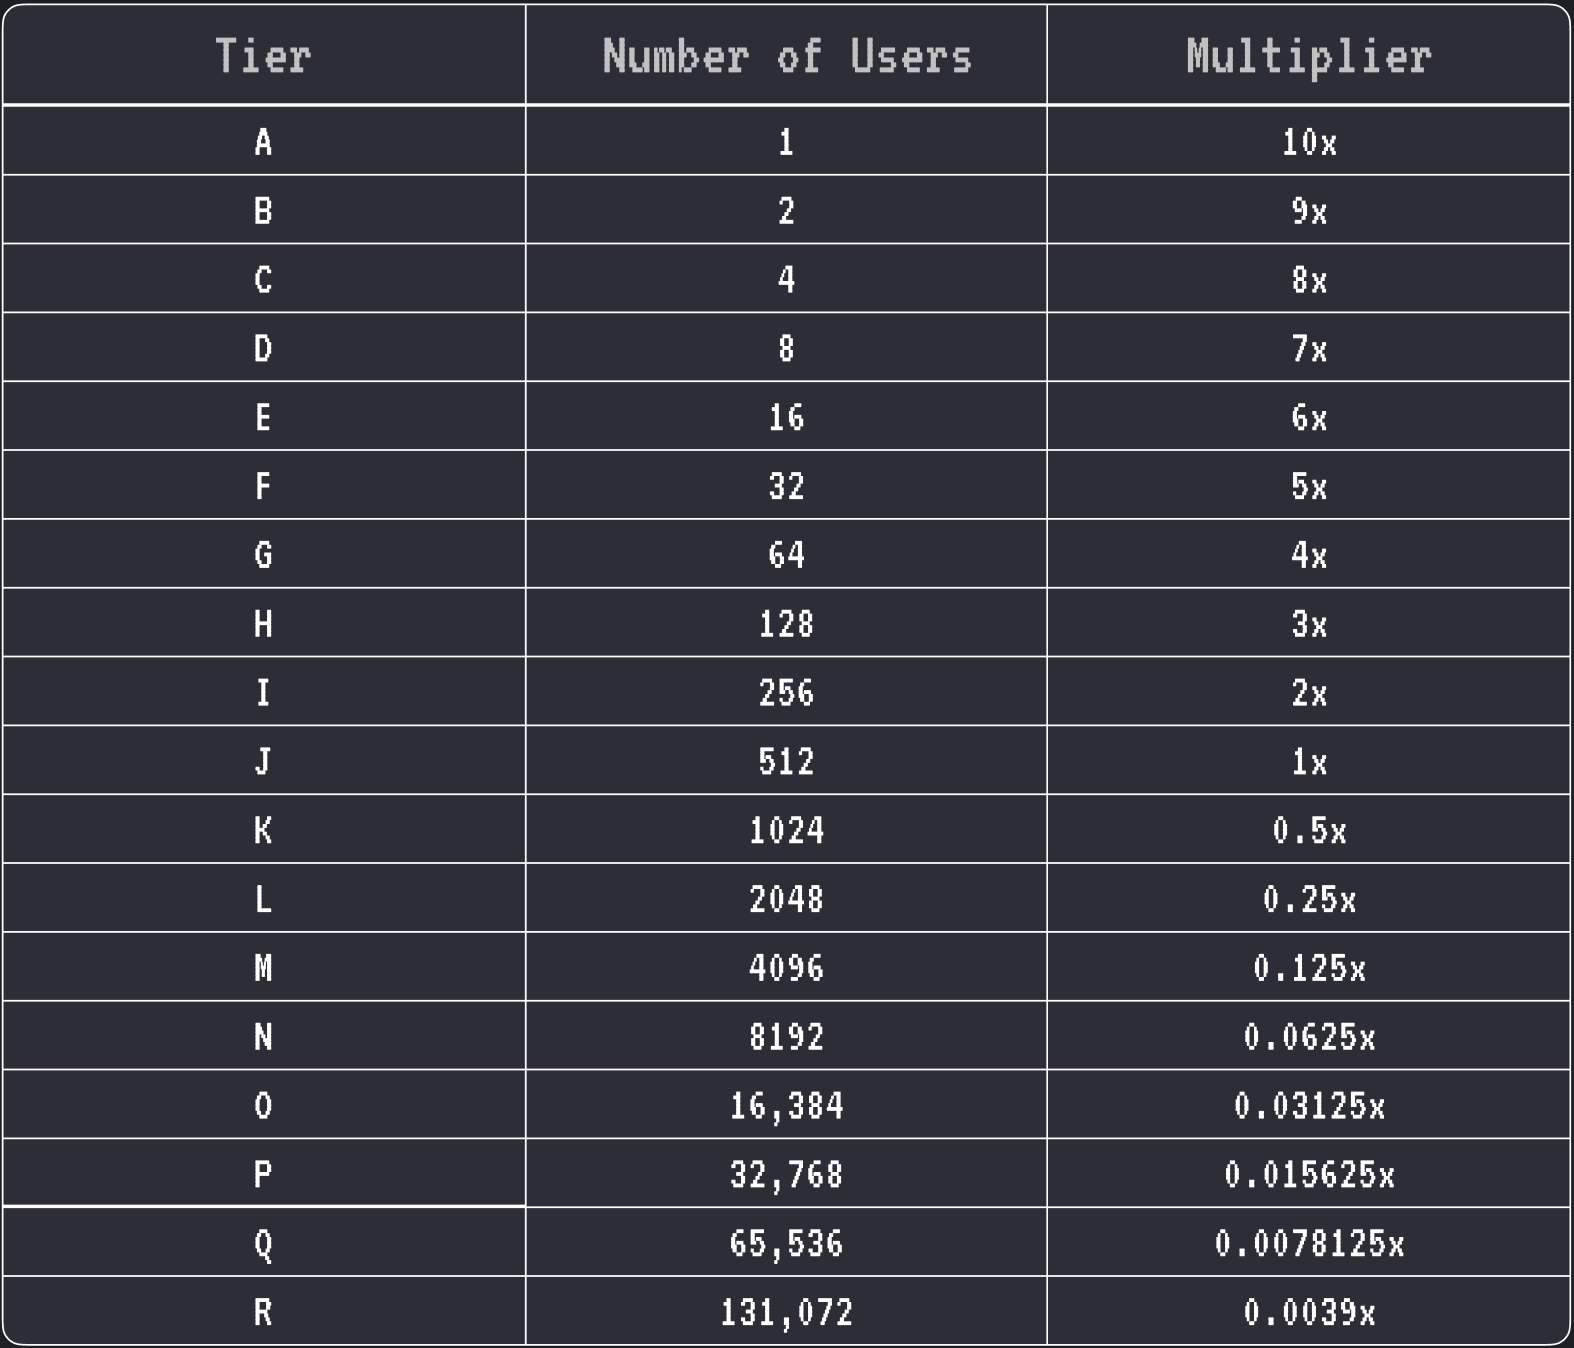 Tier Number of Users Multiplier
A 1 10x
B 2 9x
C 4 8x
D 8 7x
E 16 6x
F 32 5x
G 64 4x
H 128 3x
I 256 2x
J 512 1x
K 1024 0.5x
L 2048 0.25x
M 4096 0.125x
N 8192 0.0625x
O 16,384 0.03125x
P 32,768 0.015625x
Q 65,536 0.0078125x
R 131,072 0.0039x